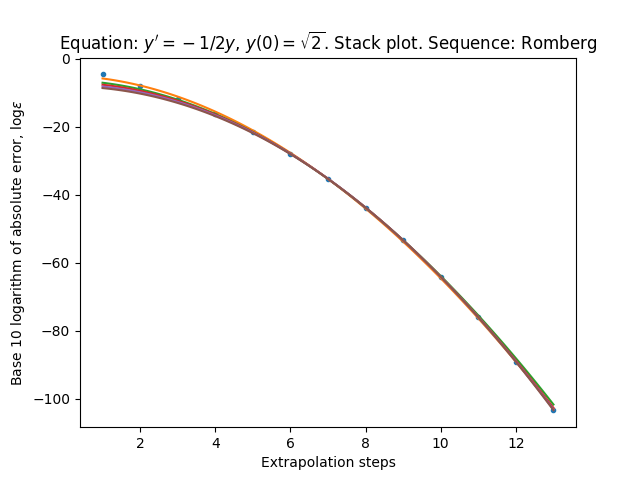 Equation: y′ = − 1/2y, y(0) = √2. Stack plot. Sequence: Romberg
0
−20
−40
−60
−80
−100
Base 10 logarithm of absolute error, logε
2 4 6 8 10 12
Extrapolation steps